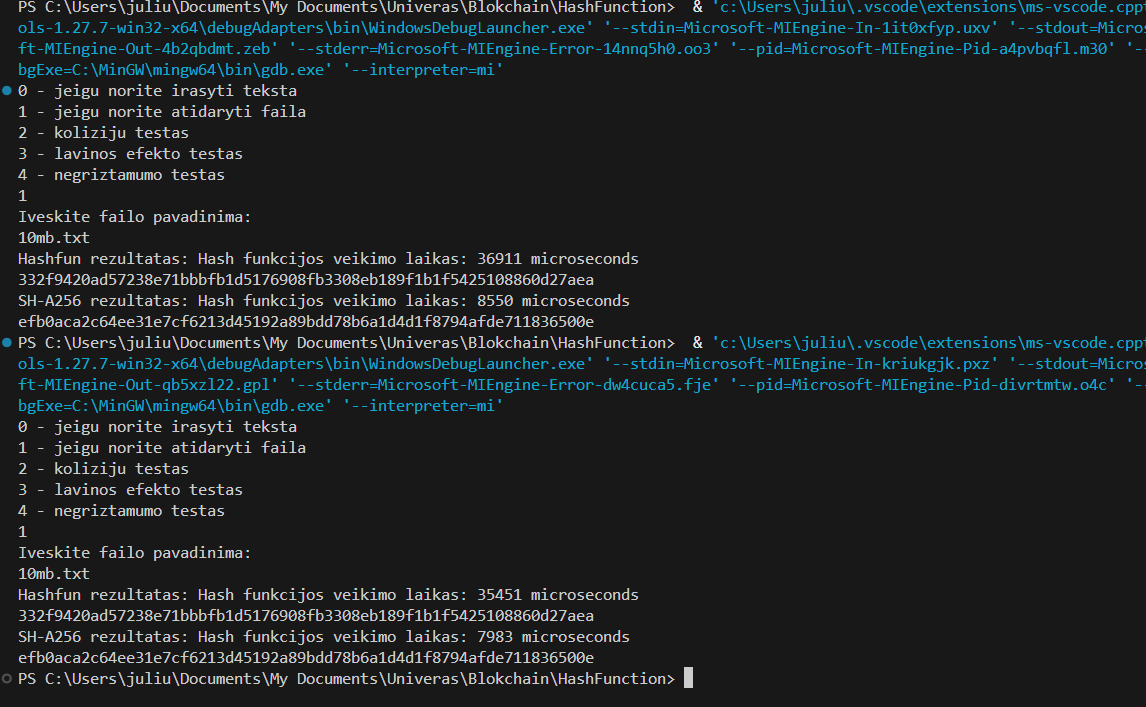 PS C:\Users\juliu\Documents\My Documents\Univeras\Blokchain\HashFunction>  & 'c:\Users\juliu\.vscode\extensions\ms-vscode.cppt
ols-1.27.7-win32-x64\debugAdapters\bin\WindowsDebugLauncher.exe' '--stdin=Microsoft-MIEngine-In-1it0xfyp.uxv' '--stdout=Micros
ft-MIEngine-Out-4b2qbdmt.zeb' '--stderr=Microsoft-MIEngine-Error-14nnq5h0.oo3' '--pid=Microsoft-MIEngine-Pid-a4pvbqfl.m30' '--
bgExe=C:\MinGW\mingw64\bin\gdb.exe' '--interpreter=mi'
0 - jeigu norite irasyti teksta
1 - jeigu norite atidaryti faila
2 - koliziju testas
3 - lavinos efekto testas
4 - negriztamumo testas
1
Iveskite failo pavadinima:
10mb.txt
Hashfun rezultatas: Hash funkcijos veikimo laikas: 36911 microseconds
332f9420ad57238e71bbbfb1d5176908fb3308eb189f1b1f5425108860d27aea
SH-A256 rezultatas: Hash funkcijos veikimo laikas: 8550 microseconds
efb0aca2c64ee31e7cf6213d45192a89bdd78b6a1d4d1f8794afde711836500e
PS C:\Users\juliu\Documents\My Documents\Univeras\Blokchain\HashFunction>  & 'c:\Users\juliu\.vscode\extensions\ms-vscode.cppt
ols-1.27.7-win32-x64\debugAdapters\bin\WindowsDebugLauncher.exe' '--stdin=Microsoft-MIEngine-In-kriukgjk.pxz' '--stdout=Micros
ft-MIEngine-Out-qb5xzl22.gpl' '--stderr=Microsoft-MIEngine-Error-dw4cuca5.fje' '--pid=Microsoft-MIEngine-Pid-divrtmtw.o4c' '--
bgExe=C:\MinGW\mingw64\bin\gdb.exe' '--interpreter=mi'
0 - jeigu norite irasyti teksta
1 - jeigu norite atidaryti faila
2 - koliziju testas
3 - lavinos efekto testas
4 - negriztamumo testas
1
Iveskite failo pavadinima:
10mb.txt
Hashfun rezultatas: Hash funkcijos veikimo laikas: 35451 microseconds
332f9420ad57238e71bbbfb1d5176908fb3308eb189f1b1f5425108860d27aea
SH-A256 rezultatas: Hash funkcijos veikimo laikas: 7983 microseconds
efb0aca2c64ee31e7cf6213d45192a89bdd78b6a1d4d1f8794afde711836500e
PS C:\Users\juliu\Documents\My Documents\Univeras\Blokchain\HashFunction>